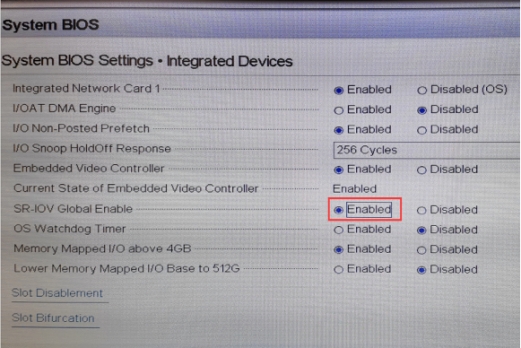 System BIOS
System BIOS Settings • Integrated Devices
Integrated Network Card 1 Enabled Disabled (OS)
I/OAT DMA Engine Enabled Disabled
I/O Non-Posted Prefetch Enabled Disabled
I/O Snoop HoldOff Response 256 Cycles
Embedded Video Controller Enabled Disabled
Current State of Embedded Video Controller Enabled
SR-IOV Global Enable Enabled Disabled
OS Watchdog Timer Enabled Disabled
Memory Mapped I/O above 4GB Enabled Disabled
Lower Memory Mapped I/O Base to 512G Enabled Disabled
Slot Disablement
Slot Bifurcation